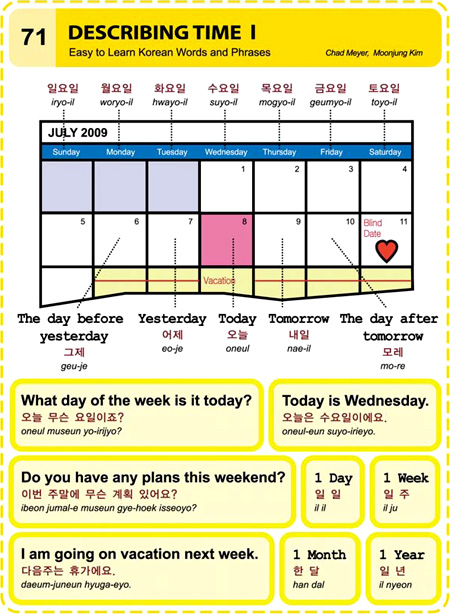 71
DESCRIBING TIME I
Easy to Learn Korean Words and Phrases
Chad Meyer, Moonjung Kim
일요일 월요일 화요일 수요일 목요일 금요일 토요일
iryo-il woryo-il hwayo-il suyo-il mogyo-il geumyo-il toyo-il
JULY 2009
Sunday Monday Tuesday Wednesday Thursday Friday Saturday
1 2 3 4
5 6 7 8 9 10 11
Blind
Date
Vacation
The day before
yesterday
그제
geu-je
Yesterday
어제
eo-je
Today
오늘
oneul
Tomorrow
내일
nae-il
The day after
tomorrow
모레
mo-re
What day of the week is it today?
오늘 무슨 요일이죠?
oneul museun yo-irijyo?
Today is Wednesday.
오늘은 수요일이에요.
oneul-eun suyo-irieyo.
Do you have any plans this weekend?
이번 주말에 무슨 계획 있어요?
ibeon jumal-e museun gye-hoek isseoyo?
1 Day
일 일
il il
1 Week
일 주
il ju
I am going on vacation next week.
다음주는 휴가에요.
daeum-juneun hyuga-eyo.
1 Month
한 달
han dal
1 Year
일 년
il nyeon